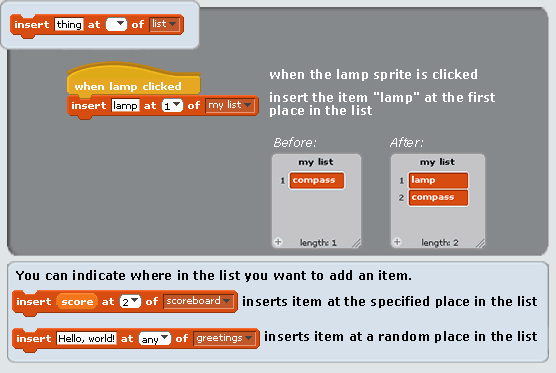 insert thing at of list
when lamp clicked
insert lamp at 1 of my list
when the lamp sprite is clicked
insert the item "lamp" at the first
place in the list
Before:
After:
my list
1 compass
length: 1
my list
1 lamp
2 compass
length: 2
You can indicate where in the list you want to add an item.
insert score at 2 of scoreboard inserts item at the specified place in the list
insert Hello, world! at any of greetings inserts item at a random place in the list